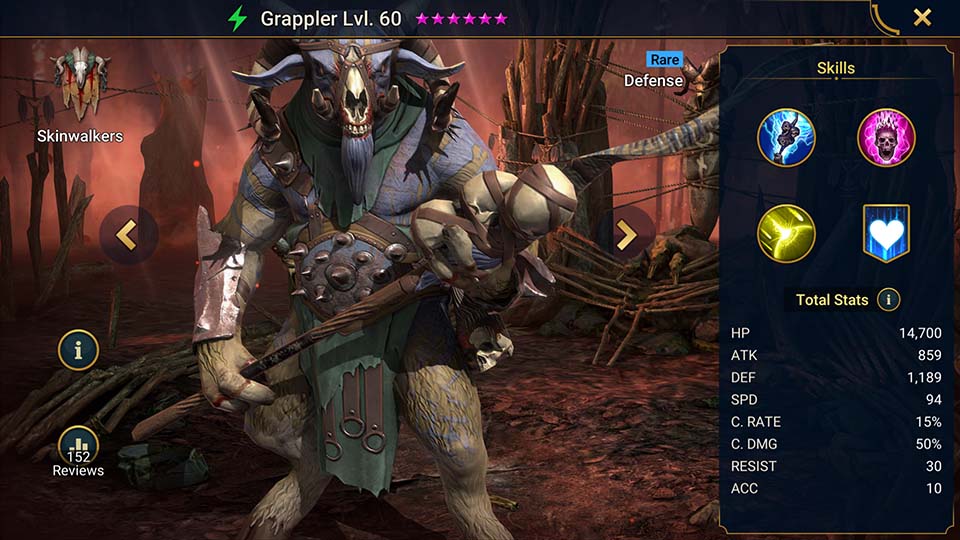 Grappler Lvl. 60
Skinwalkers
Rare
Defense
152
Reviews
Skills
Total Stats
HP 14,700
ATK 859
DEF 1,189
SPD 94
C. RATE 15%
C. DMG 50%
RESIST 30
ACC 10